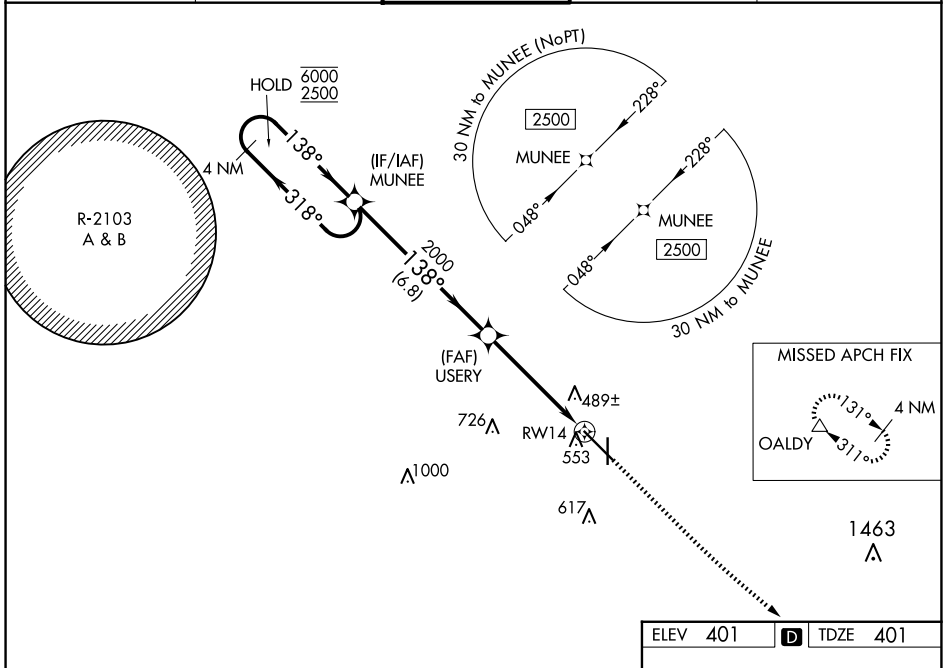 30 NM to MUNEE (NoPT)
HOLD 6000
2500
2500
228°
MUNEE
048°
138°
4 NM
318°
(IF/IAF)
MUNEE
R-2103
A & B
228°
MUNEE
2500
048°
30 NM to MUNEE
2000
138°
(6.8)
(FAF)
USERY
MISSED APCH FIX
131°
4 NM
OALDY
311°
489±
726
RW14
553
1000
617
1463
ELEV 401 D TDZE 401